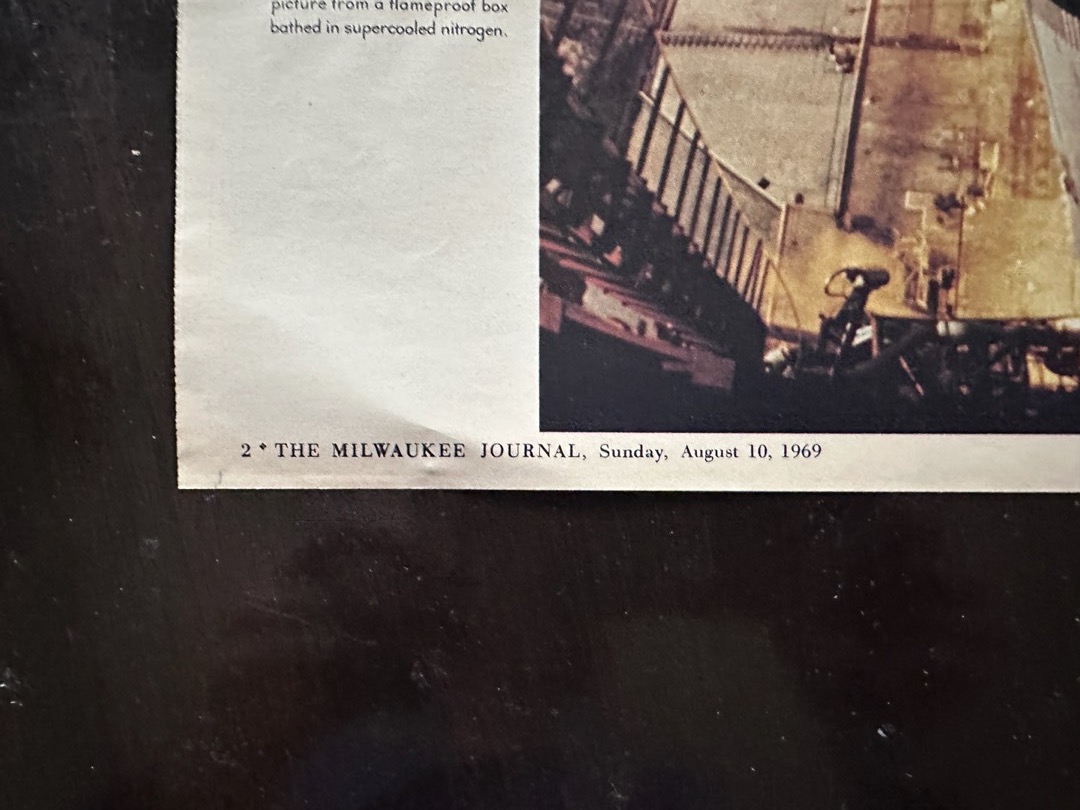 picture from a flameproof box
bathed in supercooled nitrogen.
2 * THE MILWAUKEE JOURNAL, Sunday, August 10, 1969